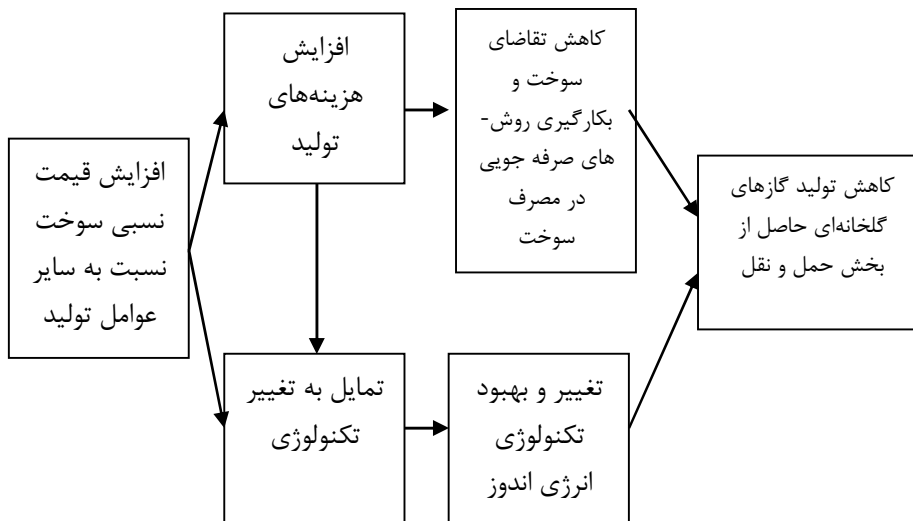 افزایش قیمت
نسبی سوخت
نسبت به سایر
عوامل تولید
افزایش
هزینه‌های
تولید
کاهش تقاضای
سوخت و
بکارگیری روش-
های صرفه جویی
در مصرف
سوخت
کاهش تولید گازهای
گلخانه‌ای حاصل از
بخش حمل و نقل
تمایل به تغییر
تکنولوژی
تغییر و بهبود
تکنولوژی
انرژی اندوز